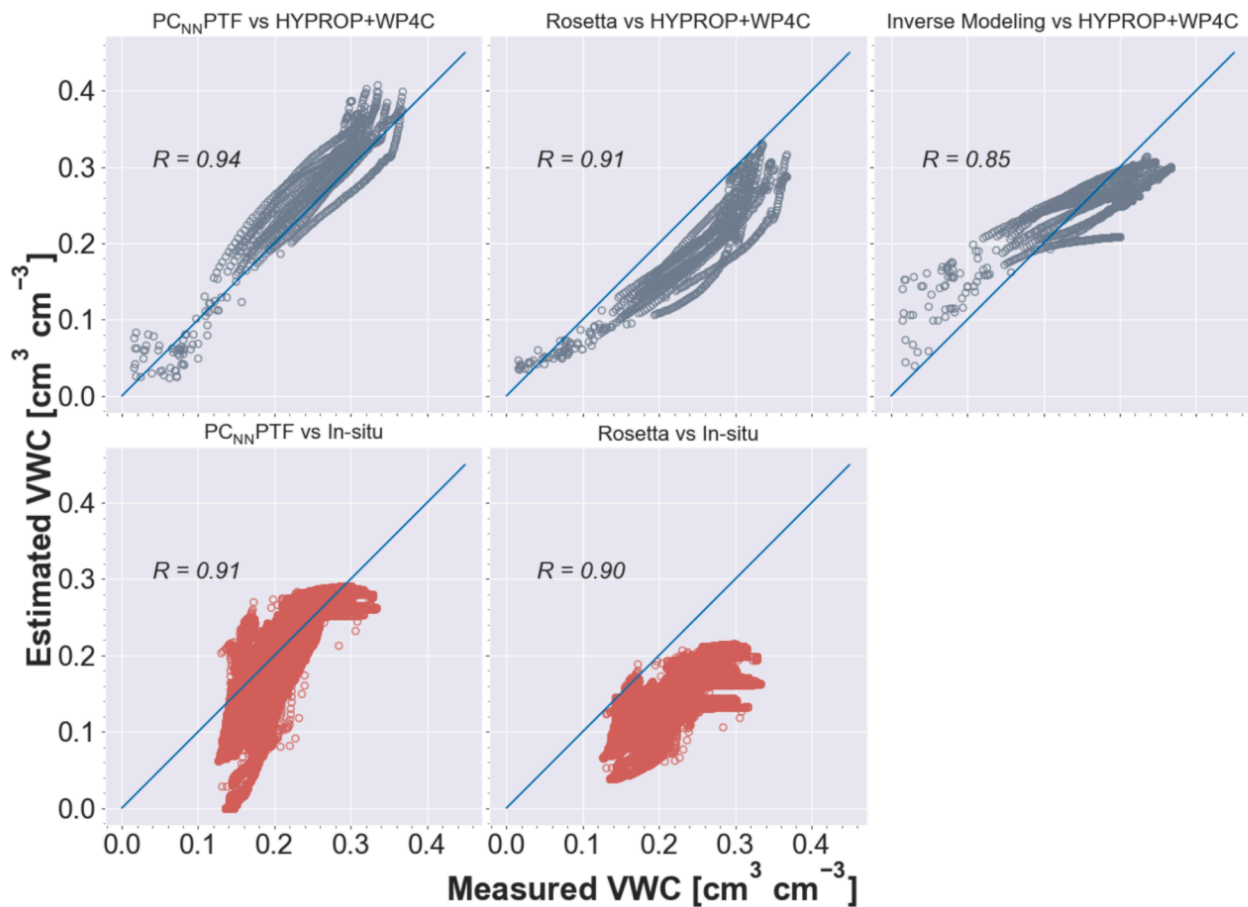 PC_NN PTF vs HYPROP+WP4C
Rosetta vs HYPROP+WP4C
Inverse Modeling vs HYPROP+WP4C
0.4
0.3
0.2
0.1
0.0
R = 0.94
R = 0.91
R = 0.85
PC_NN PTF vs In-situ
Rosetta vs In-situ
0.4
0.3
0.2
0.1
0.0
R = 0.91
R = 0.90
0.0 0.1 0.2 0.3 0.4
0.0 0.1 0.2 0.3 0.4
Estimated VWC [cm³ cm⁻³]
Measured VWC [cm³ cm⁻³]